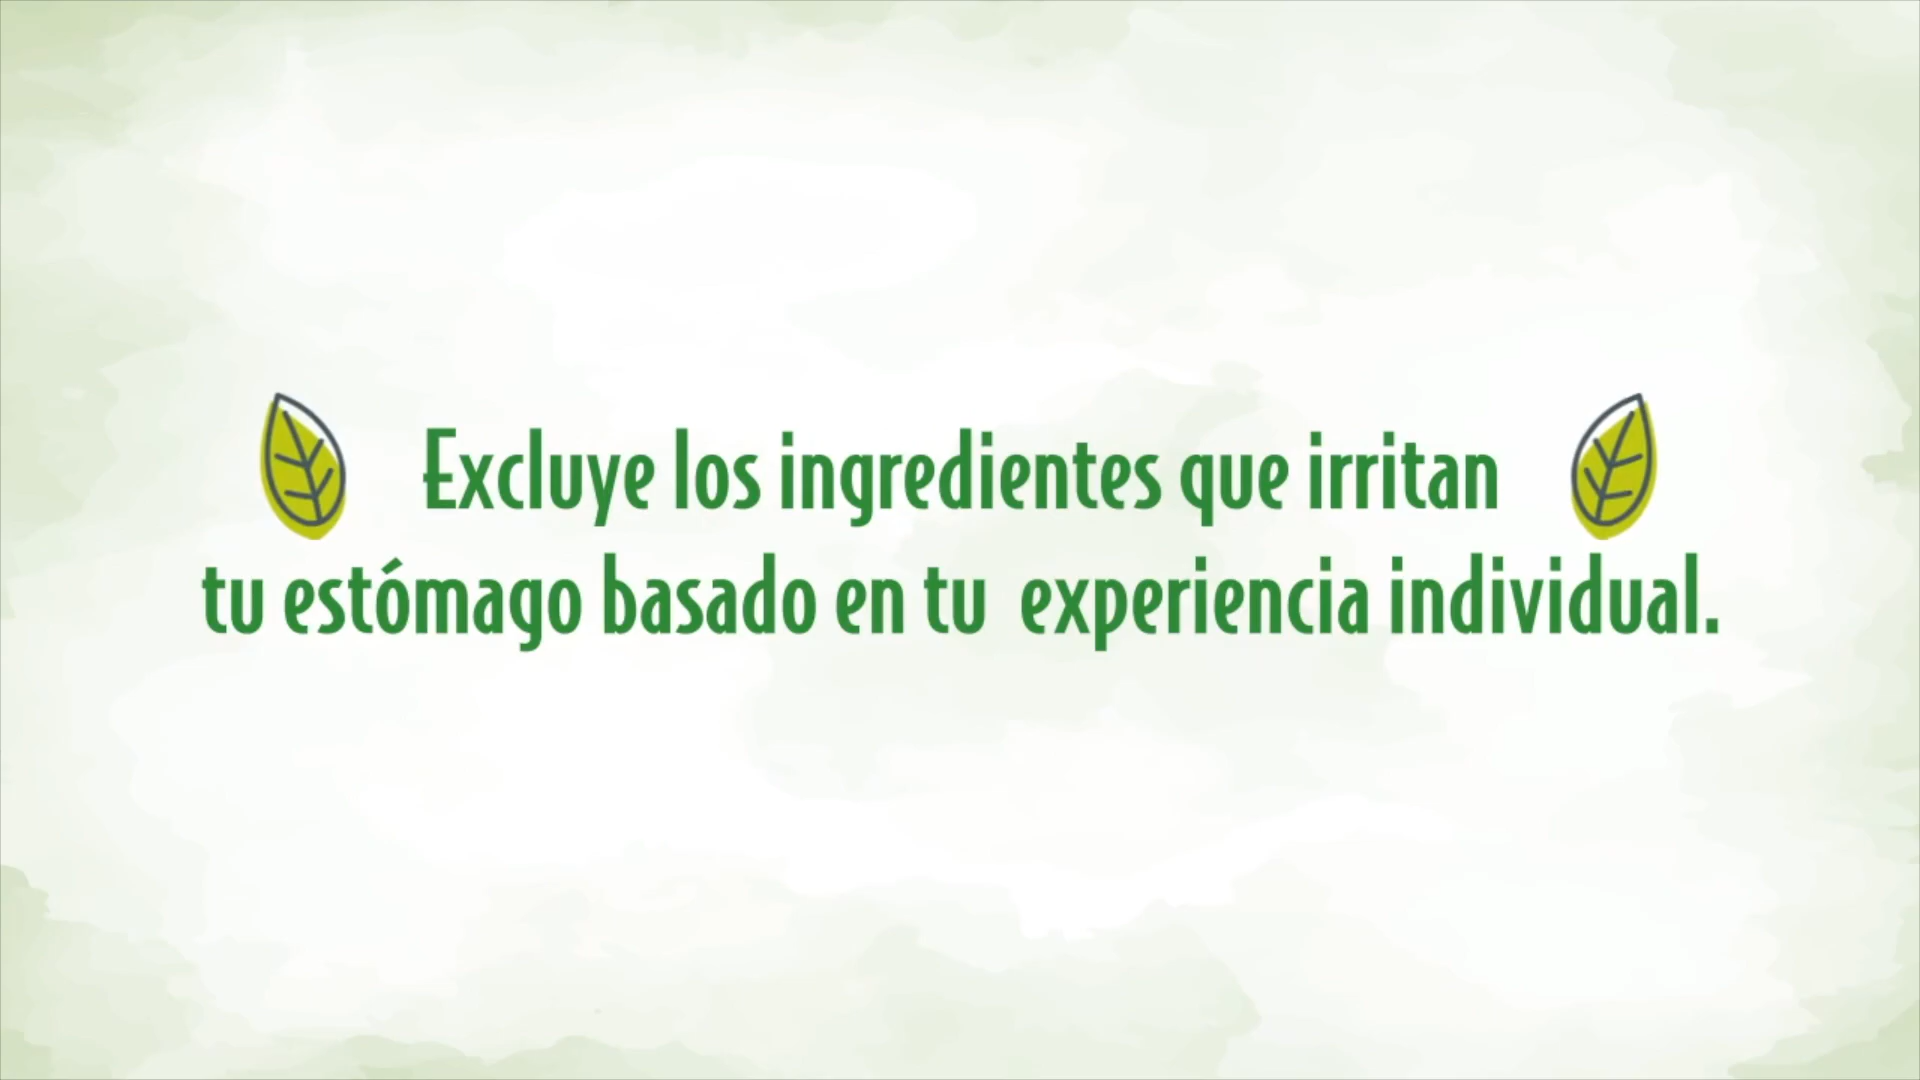 Excluye los ingredientes que irritan
tu estómago basado en tu experiencia individual.